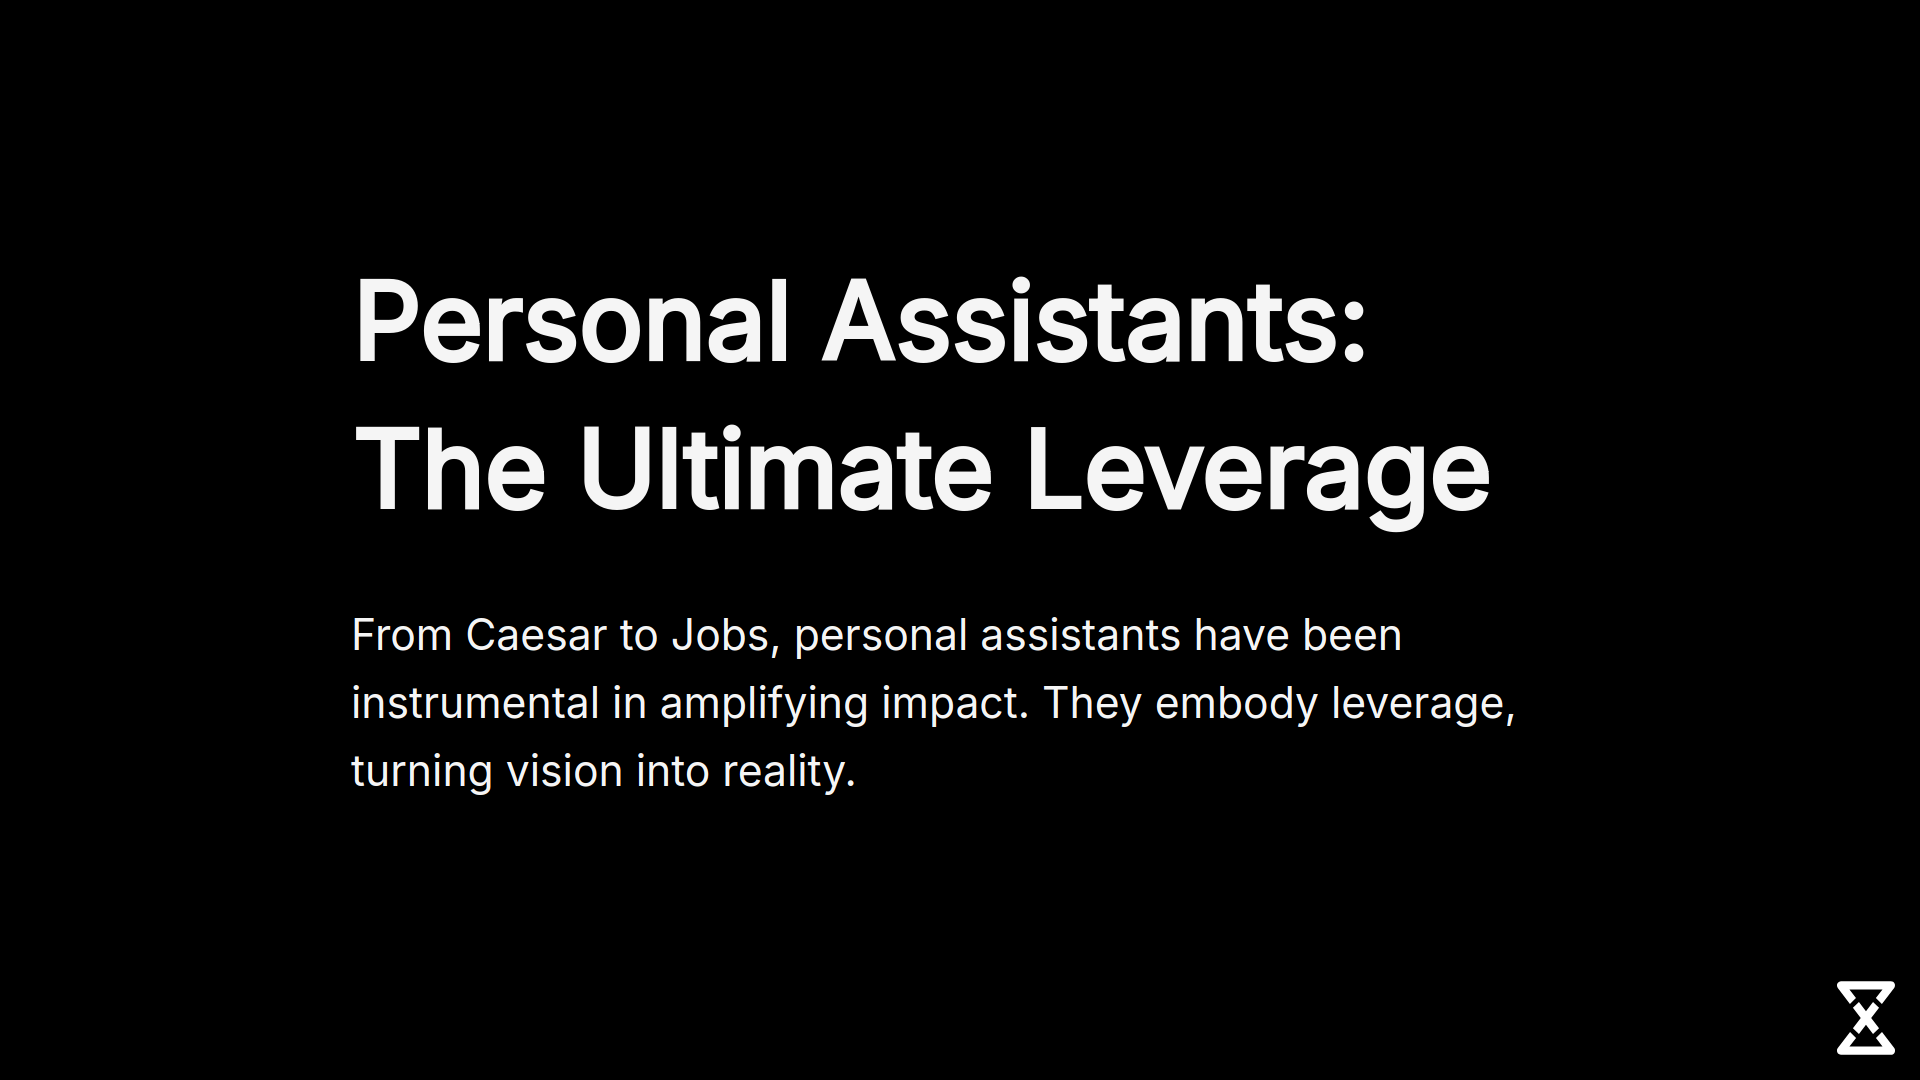 Personal Assistants:
The Ultimate Leverage
From Caesar to Jobs, personal assistants have been
instrumental in amplifying impact. They embody leverage,
turning vision into reality.